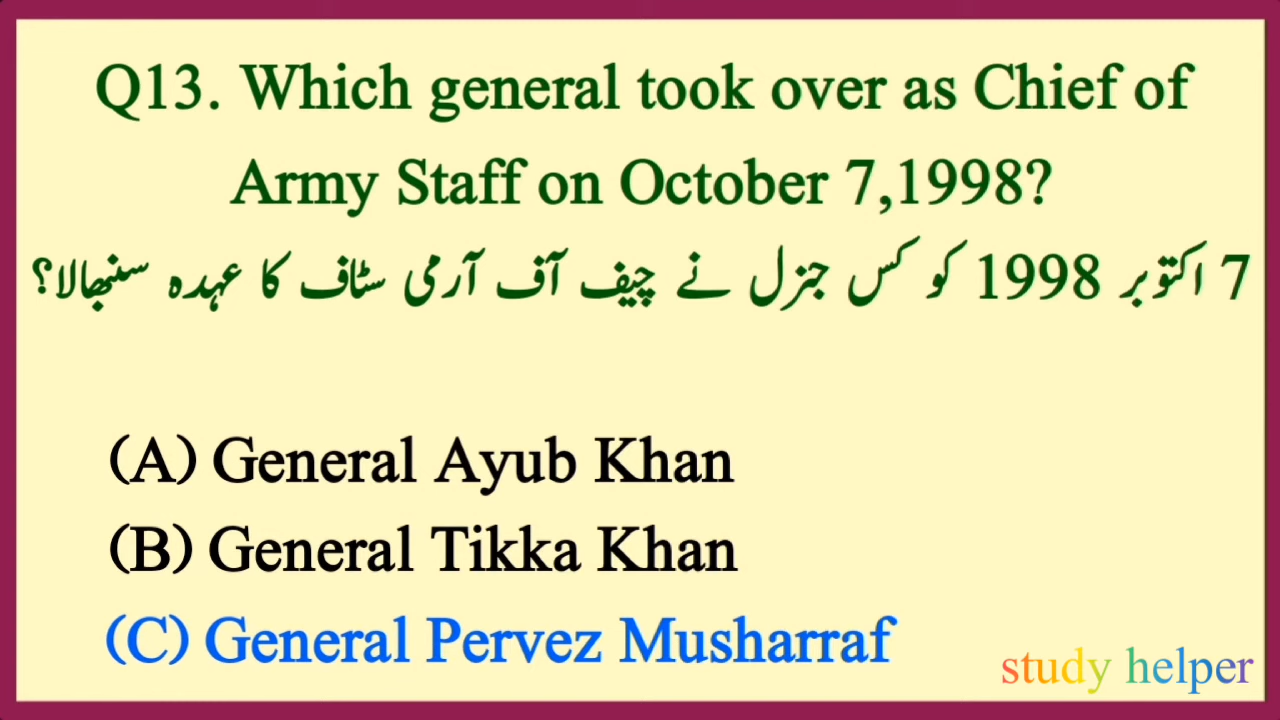 Q13. Which general took over as Chief of
Army Staff on October 7,1998?
7 اکتوبر 1998 کو کس جنرل نے چیف آف آرمی سٹاف کا عہدہ سنبھالا؟
(A) General Ayub Khan
(B) General Tikka Khan
(C) General Pervez Musharraf
study helper